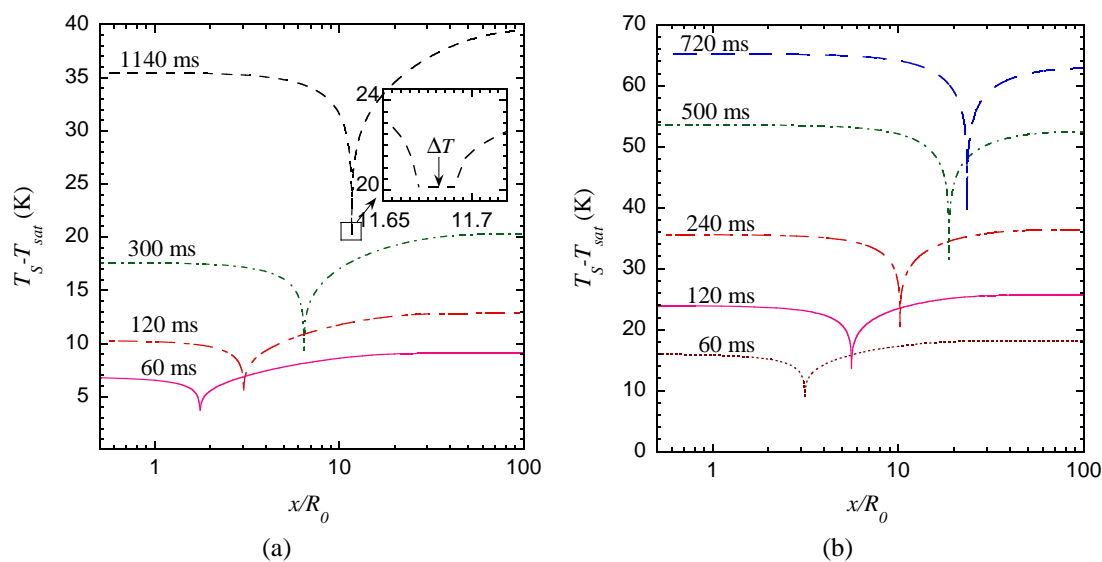 40
35
30
25
20
15
10
5
T_S-T_sat (K)
1140 ms
300 ms
120 ms
60 ms
24
20
ΔT
11.65
11.7
1
10
100
x/R_0
(a)
70
60
50
40
30
20
10
0
T_S-T_sat (K)
720 ms
500 ms
240 ms
120 ms
60 ms
1
10
100
x/R_0
(b)